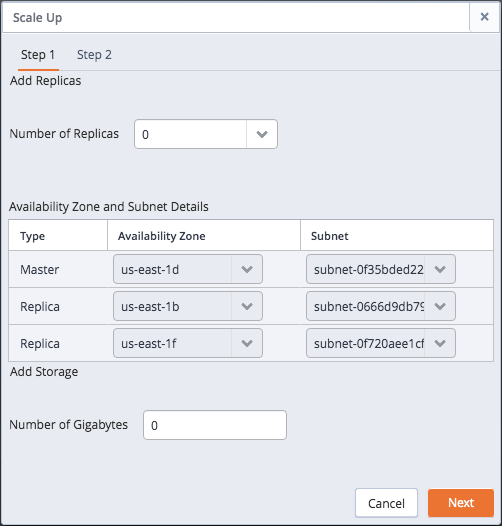 Scale Up
Step 1 Step 2
Add Replicas
Number of Replicas 0
Availability Zone and Subnet Details
Type Availability Zone Subnet
Master us-east-1d subnet-0f35bded22
Replica us-east-1b subnet-0666d9db79
Replica us-east-1f subnet-0f720aee1cf
Add Storage
Number of Gigabytes 0
Cancel Next